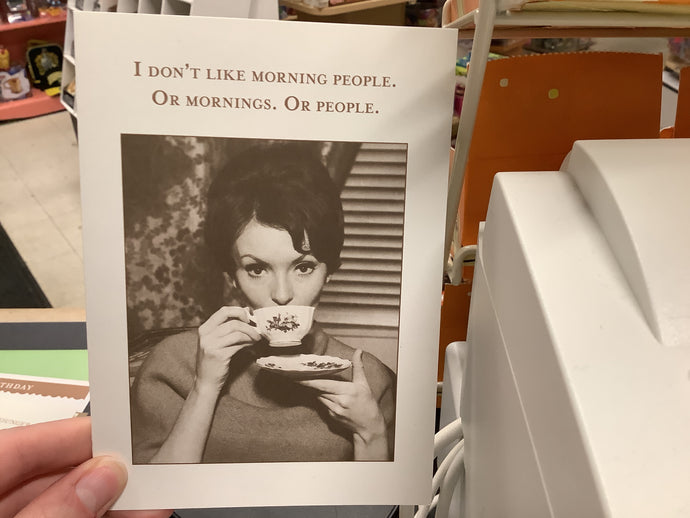 I DON'T LIKE MORNING PEOPLE.
OR MORNINGS. OR PEOPLE.